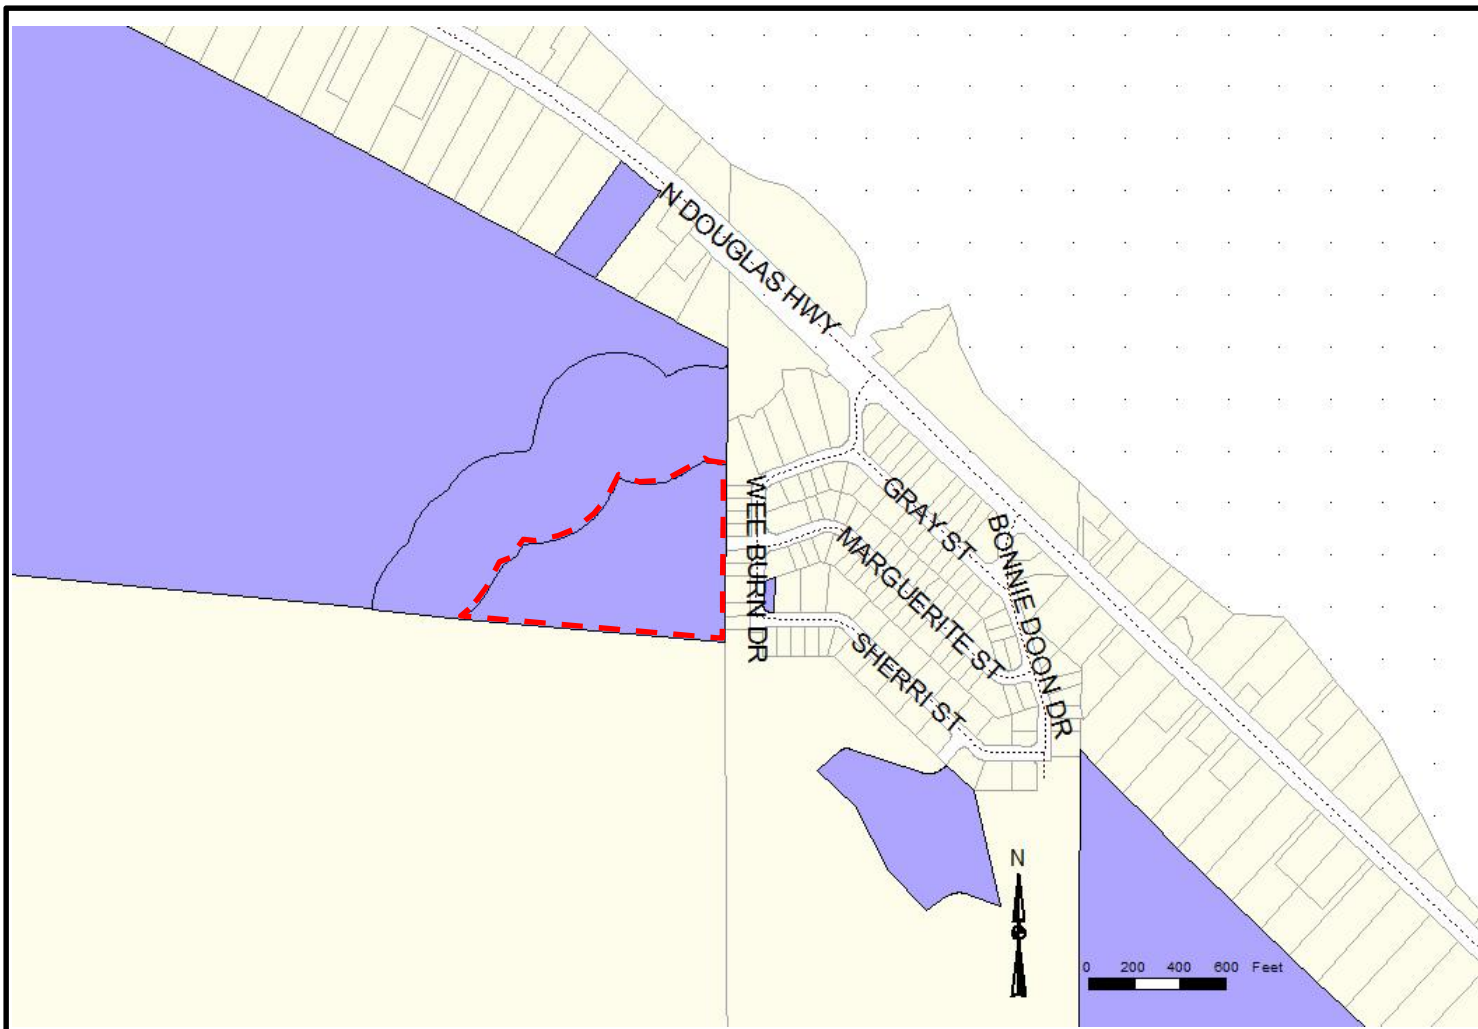 N DOUGLAS HWY
GRAY ST
BONNIE DOON DR
WEE BURN DR
MARGUERITE ST
SHERRI ST
N
0 200 400 600 Feet